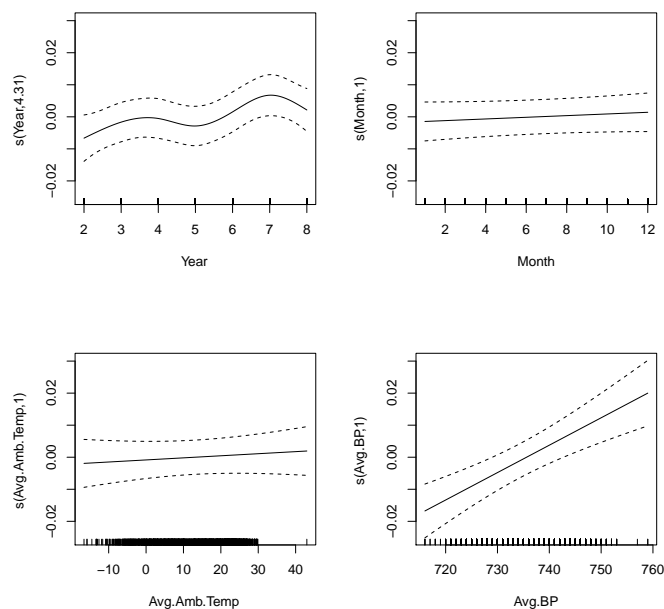 s(Year,4.31)
0.02
0.00
−0.02
2 3 4 5 6 7 8
Year
s(Month,1)
0.02
0.00
−0.02
2 4 6 8 10 12
Month
s(Avg.Amb.Temp,1)
0.02
0.00
−0.02
−10 0 10 20 30 40
Avg.Amb.Temp
s(Avg.BP,1)
0.02
0.00
−0.02
720 730 740 750 760
Avg.BP